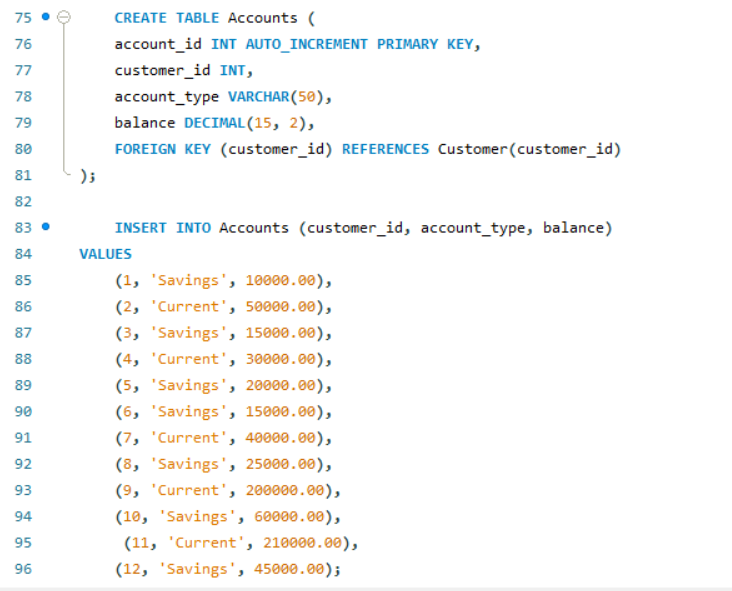 75 CREATE TABLE Accounts (
76 account_id INT AUTO_INCREMENT PRIMARY KEY,
77 customer_id INT,
78 account_type VARCHAR(50),
79 balance DECIMAL(15, 2),
80 FOREIGN KEY (customer_id) REFERENCES Customer(customer_id)
81 );
82
83 INSERT INTO Accounts (customer_id, account_type, balance)
84 VALUES
85 (1, 'Savings', 10000.00),
86 (2, 'Current', 50000.00),
87 (3, 'Savings', 15000.00),
88 (4, 'Current', 30000.00),
89 (5, 'Savings', 20000.00),
90 (6, 'Savings', 15000.00),
91 (7, 'Current', 40000.00),
92 (8, 'Savings', 25000.00),
93 (9, 'Current', 200000.00),
94 (10, 'Savings', 60000.00),
95 (11, 'Current', 210000.00),
96 (12, 'Savings', 45000.00);